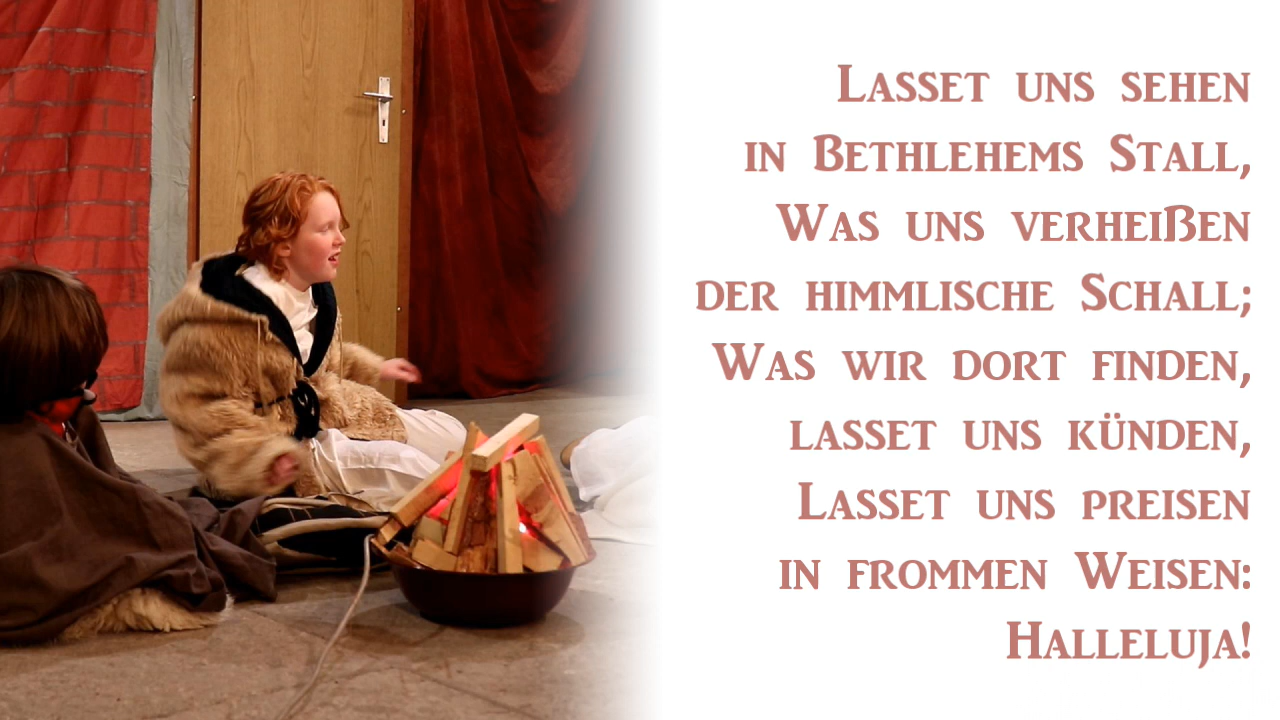 Lasset uns sehen
in Bethlehems Stall,
Was uns verheißen
der himmlische Schall;
Was wir dort finden,
lasset uns künden,
Lasset uns preisen
in frommen Weisen:
Halleluja!